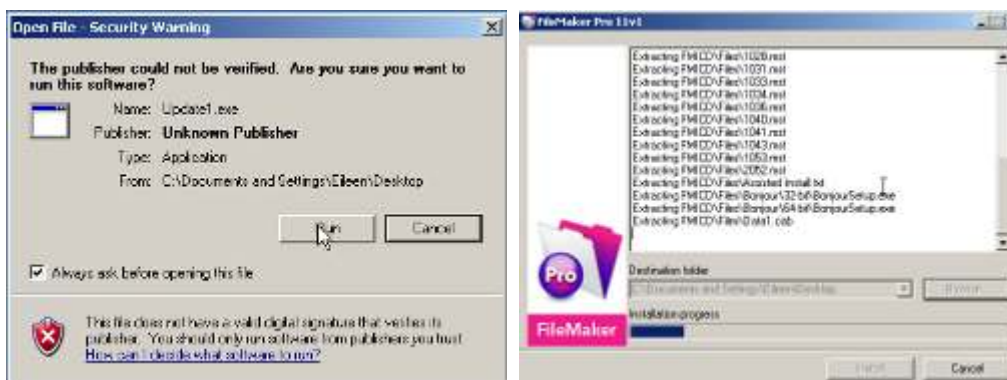 Open File - Security Warning
The publisher could not be verified. Are you sure you want to
run this software?
Name: Update1.exe
Publisher: Unknown Publisher
Type: Application
From: C:\Documents and Settings\Eileen\Desktop
Run
Cancel
Always ask before opening this file
This file does not have a valid digital signature that verifies its
publisher. You should only run software from publishers you trust.
How can I decide what software to run?
FileMaker Pro 11v1
Extracting FMICD\Files\1028.mst
Extracting FMICD\Files\1031.mst
Extracting FMICD\Files\1033.mst
Extracting FMICD\Files\1034.mst
Extracting FMICD\Files\1036.mst
Extracting FMICD\Files\1040.mst
Extracting FMICD\Files\1041.mst
Extracting FMICD\Files\1043.mst
Extracting FMICD\Files\1053.mst
Extracting FMICD\Files\2052.mst
Extracting FMICD\Files\Assisted Install.txt
Extracting FMICD\Files\Bonjour\32-bit\BonjourSetup.exe
Extracting FMICD\Files\Bonjour\64-bit\BonjourSetup.exe
Extracting FMICD\Files\Data1.cab
Pro
FileMaker
Destination folder
C:\Documents and Settings\Eileen\Desktop
Installation progress
Install
Cancel